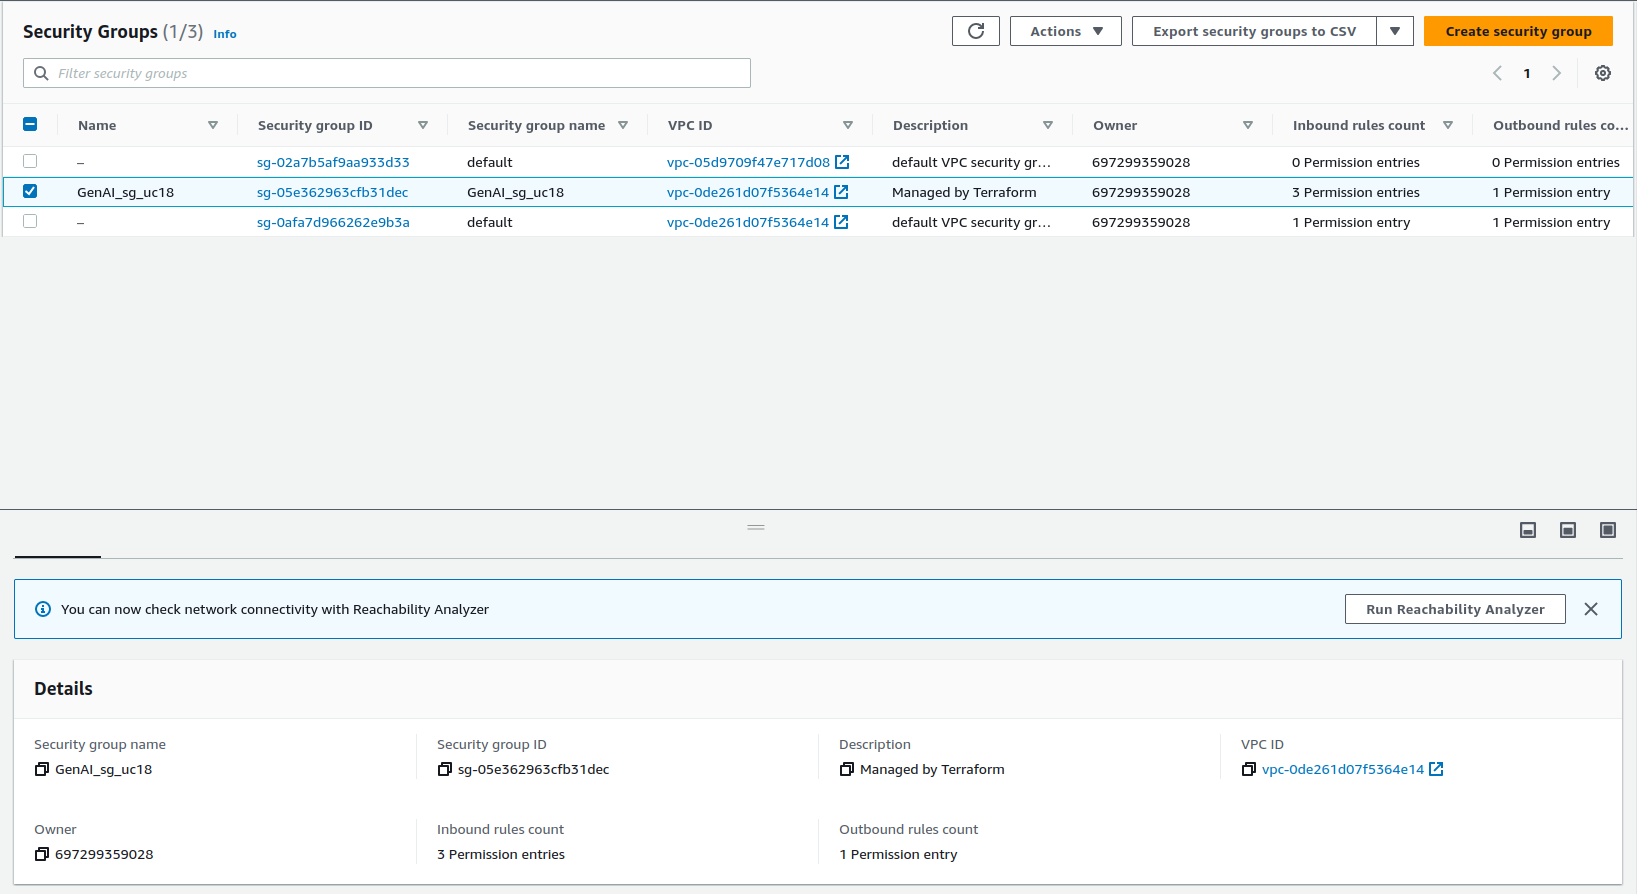 Security Groups (1/3) Info
Actions
Export security groups to CSV
Create security group
Filter security groups
1
Name Security group ID Security group name VPC ID Description Owner Inbound rules count Outbound rules co...
– sg-02a7b5af9aa933d33 default vpc-05d9709f47e717d08 default VPC security gr... 697299359028 0 Permission entries 0 Permission entries
GenAI_sg_uc18 sg-05e362963cfb31dec GenAI_sg_uc18 vpc-0de261d07f5364e14 Managed by Terraform 697299359028 3 Permission entries 1 Permission entry
– sg-0afa7d966262e9b3a default vpc-0de261d07f5364e14 default VPC security gr... 697299359028 1 Permission entry 1 Permission entry
You can now check network connectivity with Reachability Analyzer
Run Reachability Analyzer
Details
Security group name Security group ID Description VPC ID
GenAI_sg_uc18 sg-05e362963cfb31dec Managed by Terraform vpc-0de261d07f5364e14
Owner Inbound rules count Outbound rules count
697299359028 3 Permission entries 1 Permission entry